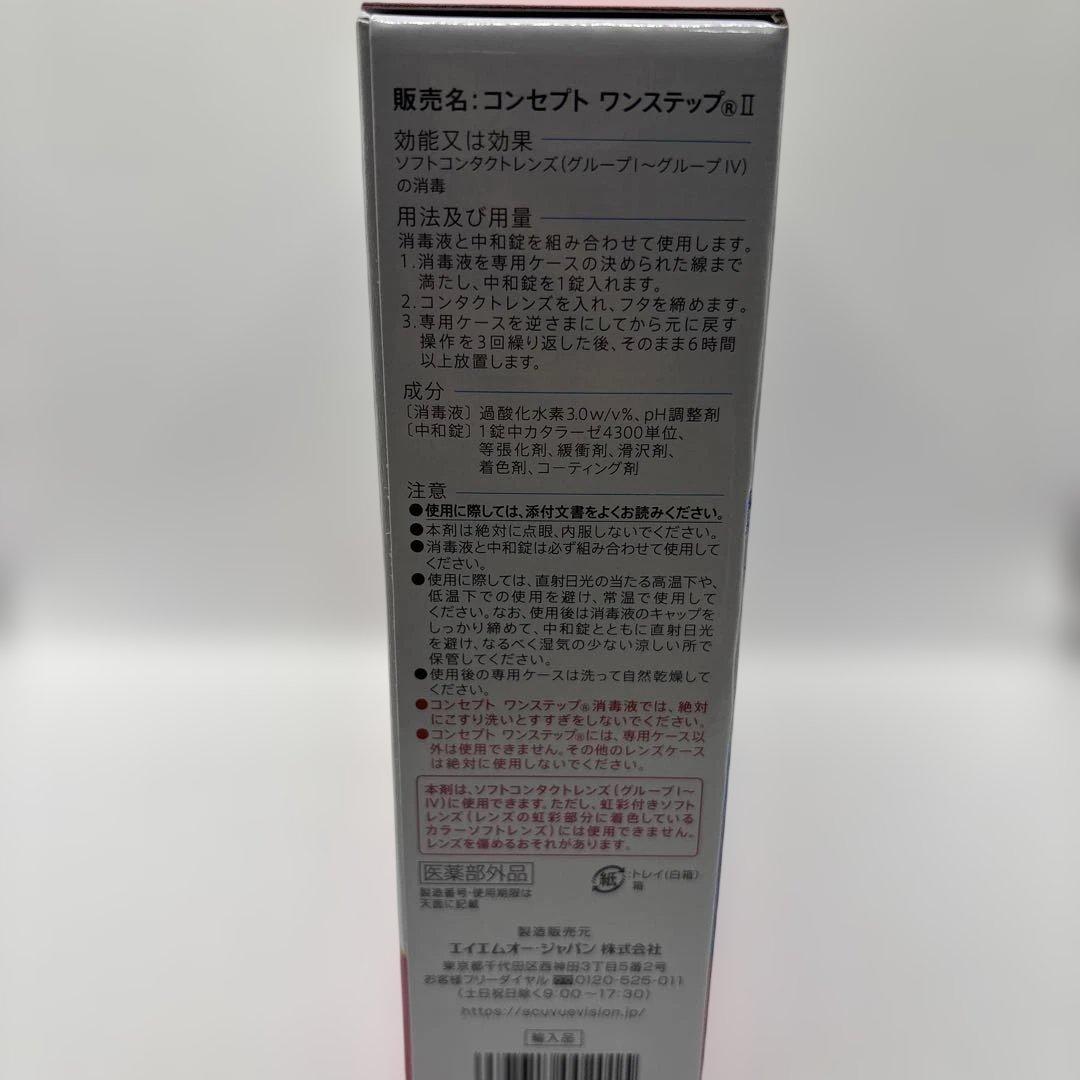 販売名:コンセプト ワンステップ®Ⅱ
効能又は効果
ソフトコンタクトレンズ(グループⅠ～グループⅣ)
の消毒
用法及び用量
消毒液と中和錠を組み合わせて使用します。
1.消毒液を専用ケースの決められた線まで
満たし、中和錠を1錠入れます。
2.コンタクトレンズを入れ、フタを締めます。
3.専用ケースを逆さまにしてから元に戻す
操作を3回繰り返した後、そのまま6時間
以上放置します。
成分
〔消毒液〕過酸化水素3.0w/v%、pH調整剤
〔中和錠〕1錠中カタラーゼ4300単位、
等張化剤、緩衝剤、滑沢剤、
着色剤、コーティング剤
注意
●使用に際しては、添付文書をよくお読みください。
●本剤は絶対に点眼、内服しないでください。
●消毒液と中和錠は必ず組み合わせて使用して
ください。
●使用に際しては、直射日光の当たる高温下や、
低温下での使用を避け、常温で使用して
ください。なお、使用後は消毒液のキャップを
しっかり締めて、中和錠とともに直射日光
を避け、なるべく湿気の少ない涼しい所で
保管してください。
●使用後の専用ケースは洗って自然乾燥して
ください。
●コンセプト ワンステップ®消毒液では、絶対
にこすり洗いとすすぎをしないでください。
●コンセプト ワンステップ®には、専用ケース以
外は使用できません。その他のレンズケース
は絶対に使用しないでください。
本剤は、ソフトコンタクトレンズ(グループⅠ～
Ⅳ)に使用できます。ただし、虹彩付きソフト
レンズ(レンズの虹彩部分に着色している
カラーソフトレンズ)には使用できません。
レンズを傷めるおそれがあります。
医薬部外品
製造番号・使用期限は
天面に記載
紙
:トレイ(白箱)
箱
製造販売元
エイエムオー・ジャパン 株式会社
東京都千代田区西神田3丁目5番2号
お客様フリーダイヤル 0120-525-011
(土日祝日除く9:00～17:30)
https://acuvuevision.jp/
輸入品